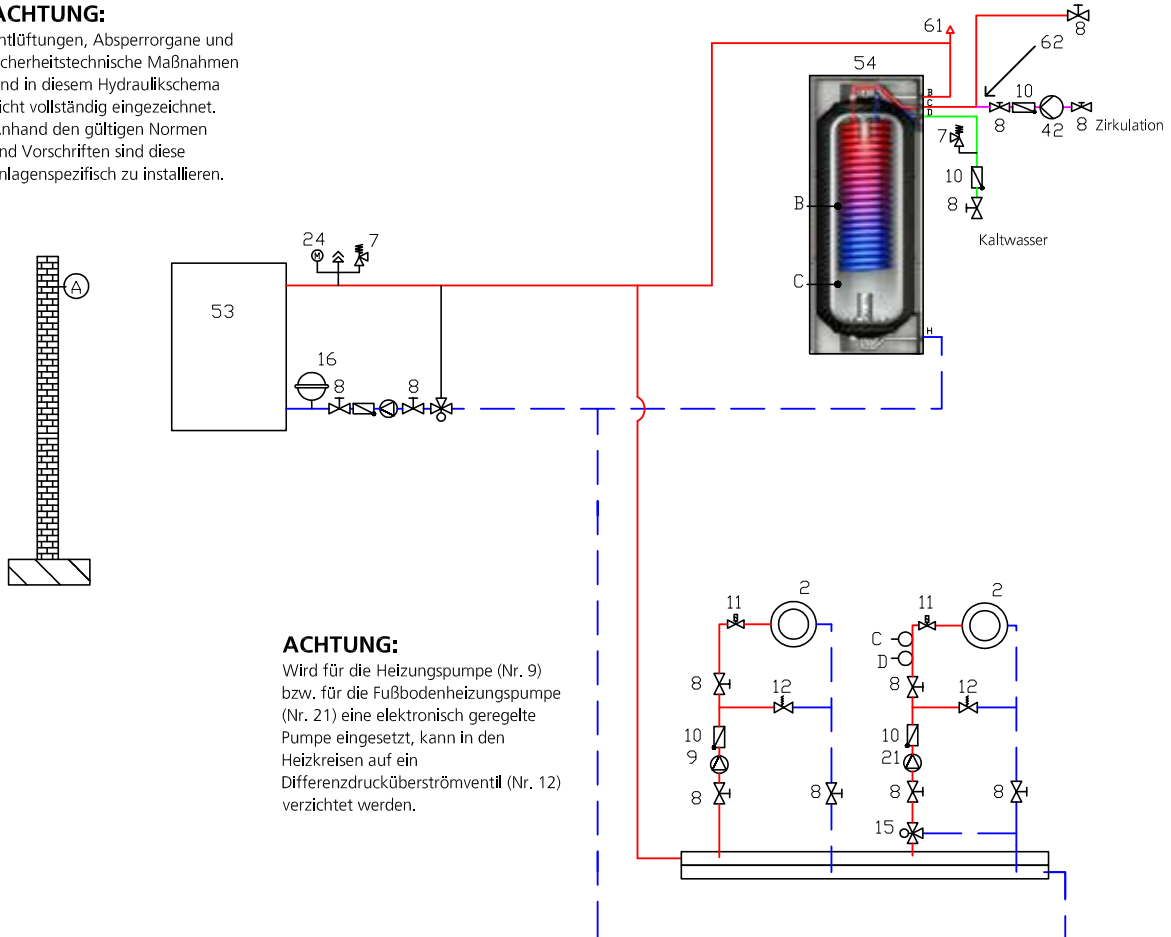 ACHTUNG:
ntlüftungen, Absperrorgane und
cherheitstechnische Maßnahmen
nd in diesem Hydraulikschema
icht vollständig eingezeichnet.
Anhand den gültigen Normen
nd Vorschriften sind diese
nlagenspezifisch zu installieren.
61
8
62
54
B
C
D
10
8
42
8
Zirkulation
7
10
8
Kaltwasser
B
C
H
A
53
24
7
16
8
8
ACHTUNG:
Wird für die Heizungspumpe (Nr. 9)
bzw. für die Fußbodenheizungspumpe
(Nr. 21) eine elektronisch geregelte
Pumpe eingesetzt, kann in den
Heizkreisen auf ein
Differenzdrucküberströmventil (Nr. 12)
verzichtet werden.
11
2
8
12
10
9
8
8
11
2
C
D
8
12
10
21
8
8
15